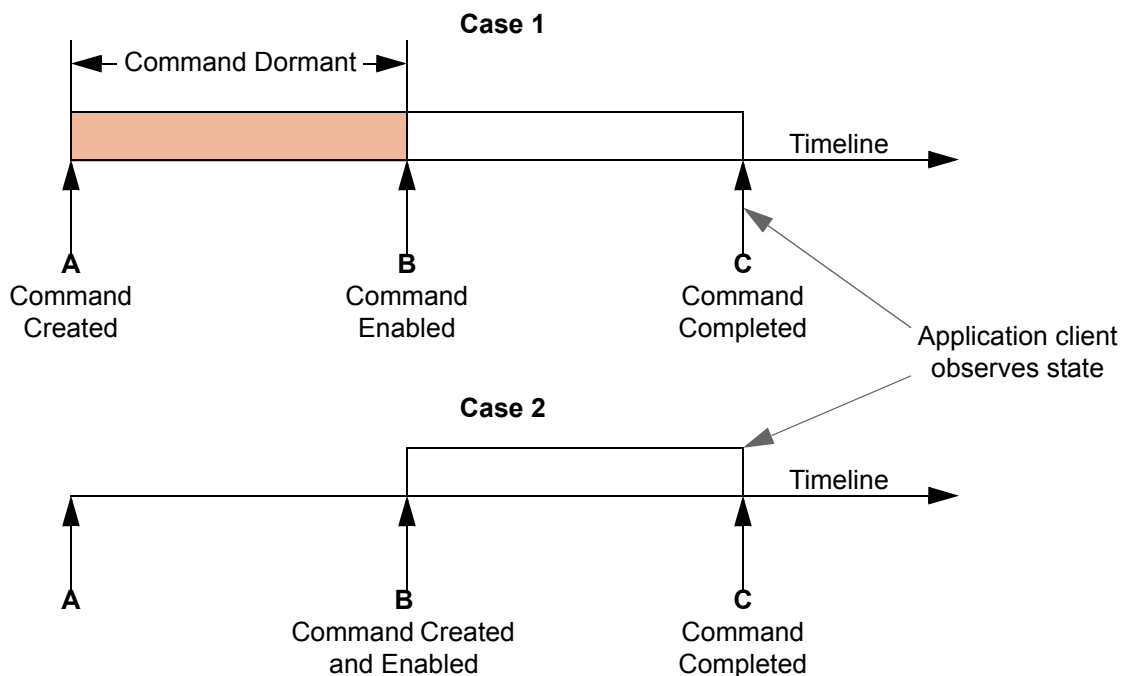 Case 1
Command Dormant
Timeline
A
Command
Created
B
Command
Enabled
C
Command
Completed
Application client
observes state
Case 2
Timeline
A
B
Command Created
and Enabled
C
Command
Completed